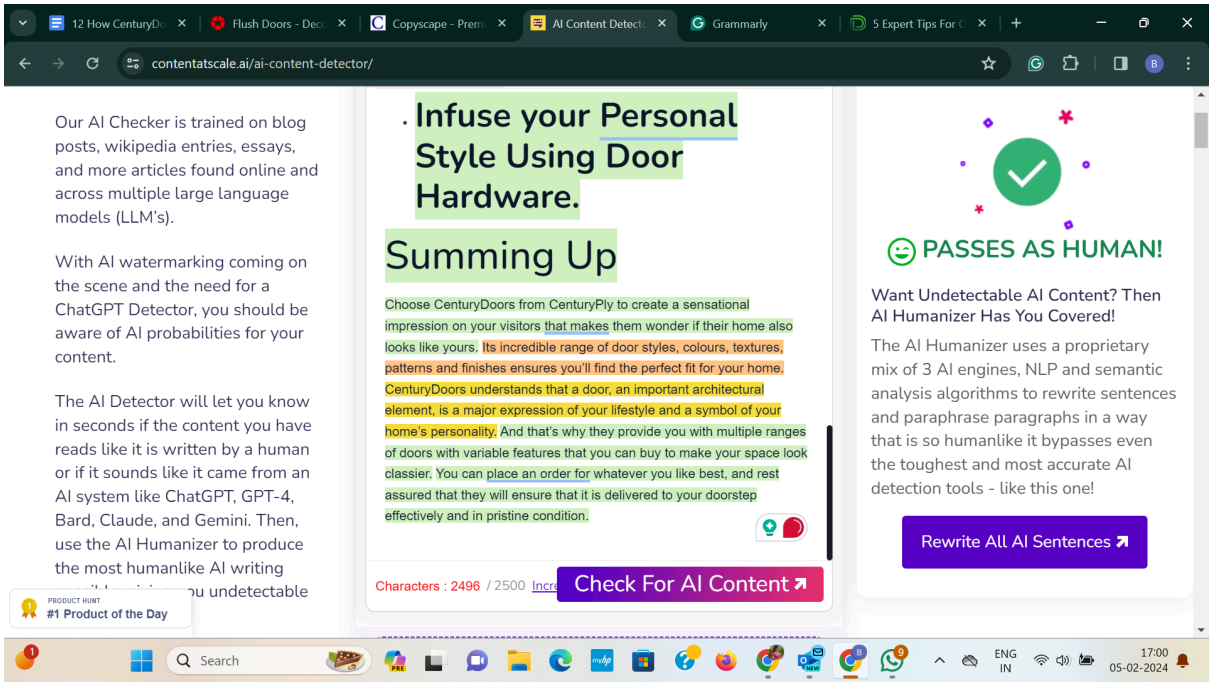 12 How CenturyDo
Flush Doors - Deco
Copyscape - Premi
AI Content Detecto
Grammarly
5 Expert Tips For C
contentatscale.ai/ai-content-detector/
B
Our AI Checker is trained on blog
posts, wikipedia entries, essays,
and more articles found online and
across multiple large language
models (LLM's).
With AI watermarking coming on
the scene and the need for a
ChatGPT Detector, you should be
aware of AI probabilities for your
content.
The AI Detector will let you know
in seconds if the content you have
reads like it is written by a human
or if it sounds like it came from an
AI system like ChatGPT, GPT-4,
Bard, Claude, and Gemini. Then,
use the AI Humanizer to produce
the most humanlike AI writing
ou undetectable
1
PRODUCT HUNT
#1 Product of the Day
Infuse your Personal
Style Using Door
Hardware.
Summing Up
Choose CenturyDoors from CenturyPly to create a sensational
impression on your visitors that makes them wonder if their home also
looks like yours. Its incredible range of door styles, colours, textures,
patterns and finishes ensures you'll find the perfect fit for your home.
CenturyDoors understands that a door, an important architectural
element, is a major expression of your lifestyle and a symbol of your
home's personality. And that's why they provide you with multiple ranges
of doors with variable features that you can buy to make your space look
classier. You can place an order for whatever you like best, and rest
assured that they will ensure that it is delivered to your doorstep
effectively and in pristine condition.
Characters : 2496 / 2500 Incre
Check For AI Content
PASSES AS HUMAN!
Want Undetectable AI Content? Then
AI Humanizer Has You Covered!
The AI Humanizer uses a proprietary
mix of 3 AI engines, NLP and semantic
analysis algorithms to rewrite sentences
and paraphrase paragraphs in a way
that is so humanlike it bypasses even
the toughest and most accurate AI
detection tools - like this one!
Rewrite All AI Sentences
1
Search
PRE
myhp
NEW
B
9
ENG
IN
17:00
05-02-2024